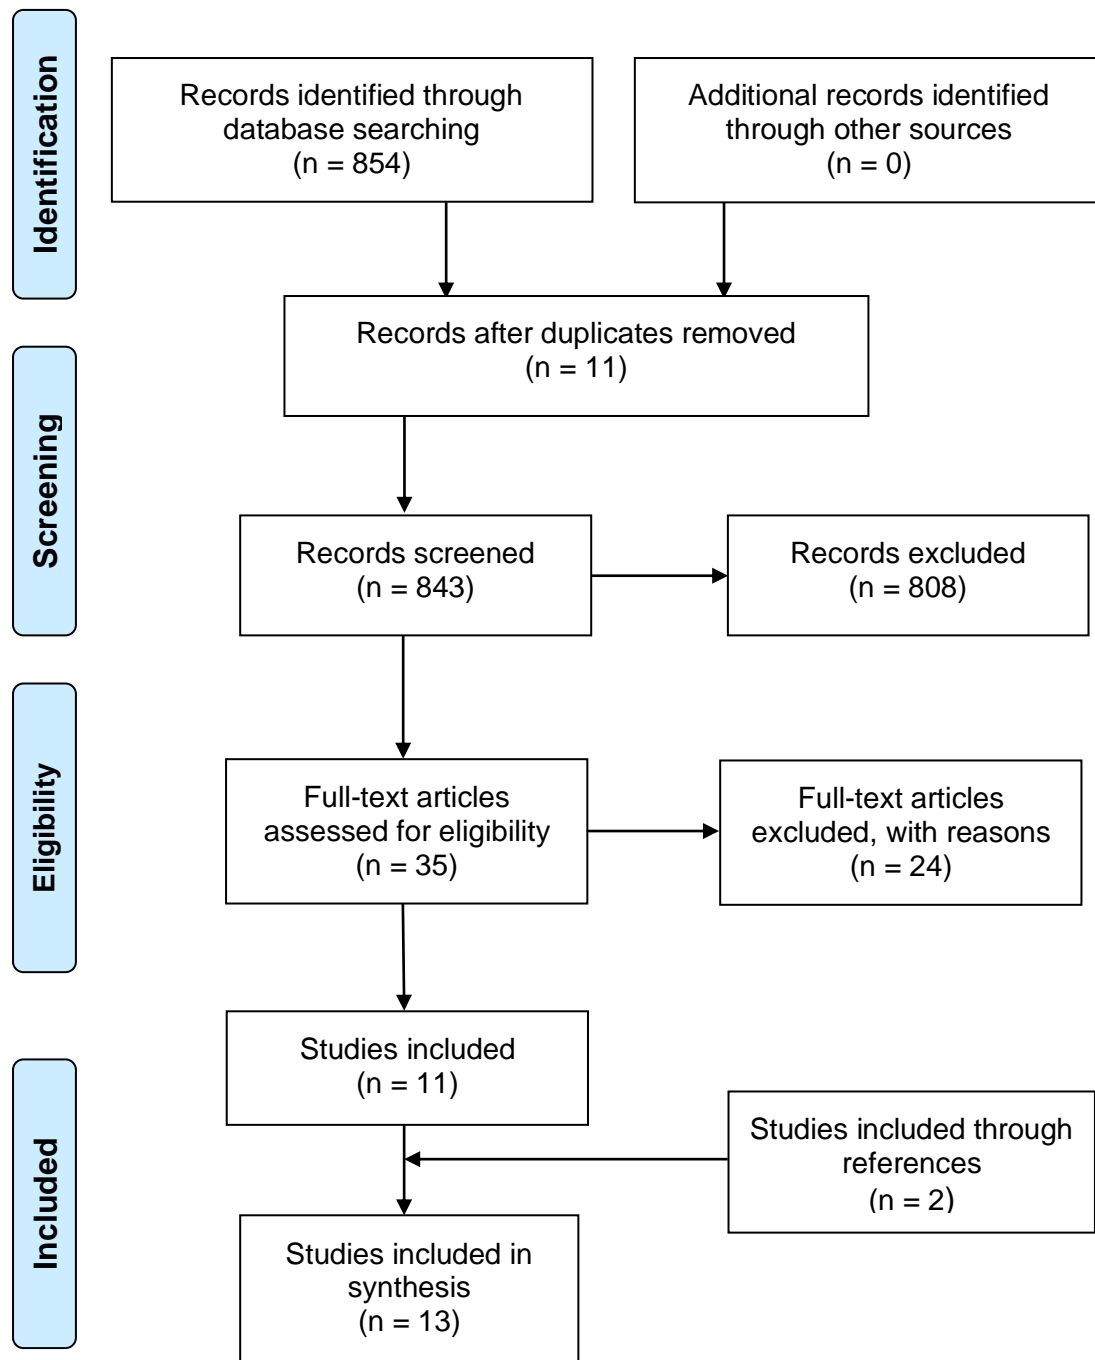 Identification
Records identified through
database searching
(n = 854)
Additional records identified
through other sources
(n = 0)
Records after duplicates removed
(n = 11)
Screening
Records screened
(n = 843)
Records excluded
(n = 808)
Eligibility
Full-text articles
assessed for eligibility
(n = 35)
Full-text articles
excluded, with reasons
(n = 24)
Included
Studies included
(n = 11)
Studies included through
references
(n = 2)
Studies included in
synthesis
(n = 13)